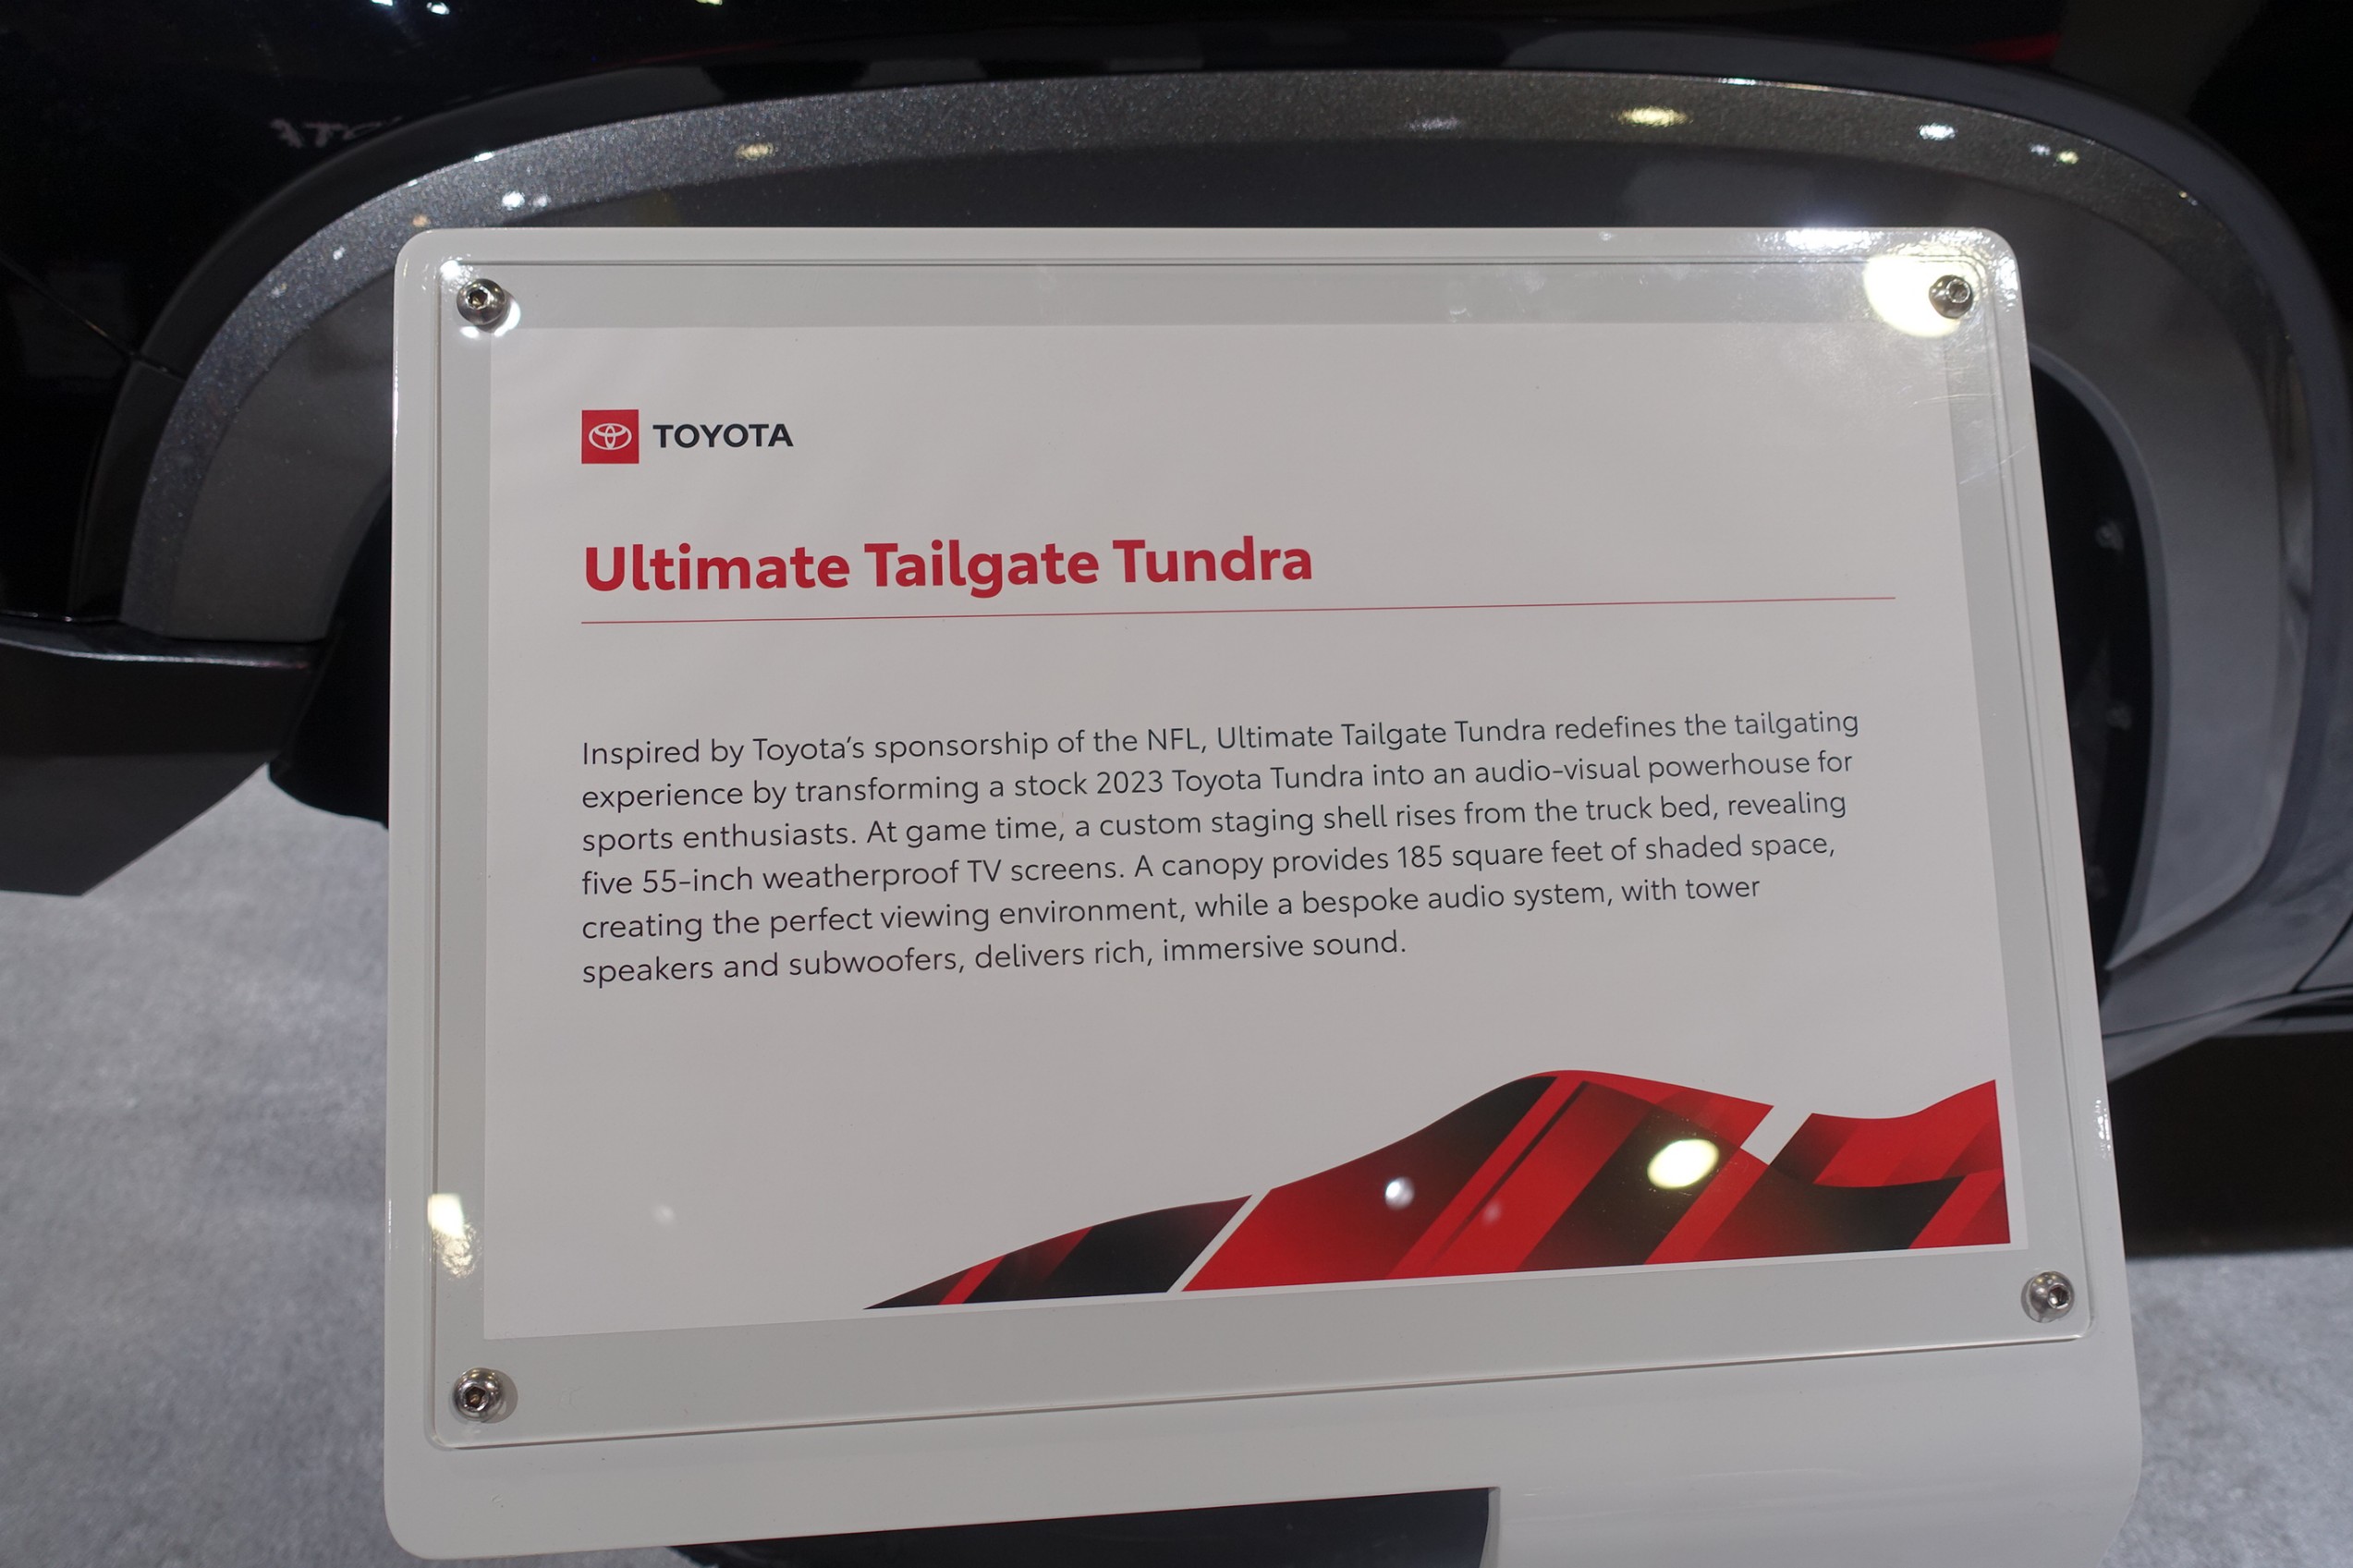 TOYOTA
Ultimate Tailgate Tundra
Inspired by Toyota's sponsorship of the NFL, Ultimate Tailgate Tundra redefines the tailgating
experience by transforming a stock 2023 Toyota Tundra into an audio-visual powerhouse for
sports enthusiasts. At game time, a custom staging shell rises from the truck bed, revealing
five 55-inch weatherproof TV screens. A canopy provides 185 square feet of shaded space,
creating the perfect viewing environment, while a bespoke audio system, with tower
speakers and subwoofers, delivers rich, immersive sound.